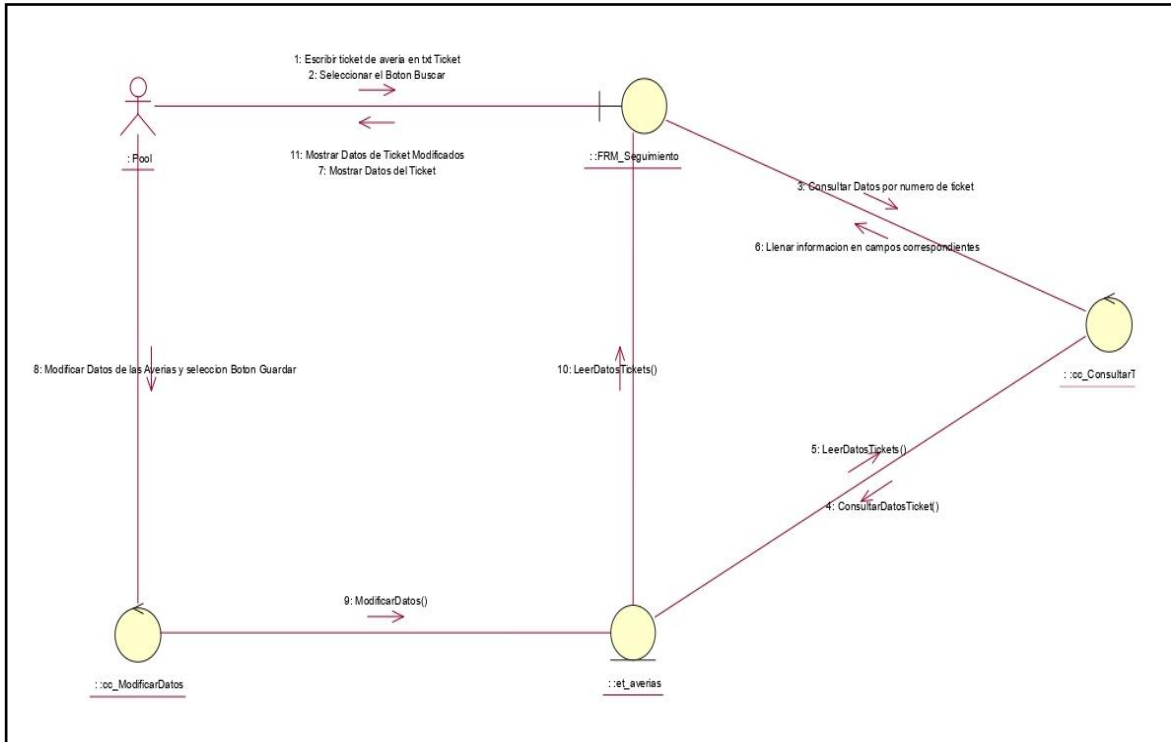 1: Escribir ticket de averia en txt Ticket
2: Seleccionar el Boton Buscar
11: Mostrar Datos de Ticket Modificados
7: Mostrar Datos del Ticket
: Pool
: :FRM_Seguimiento
3: Consultar Datos por numero de ticket
6: Llenar informacion en campos correspondientes
: :cc_ConsultarT
8: Modificar Datos de las Averias y seleccion Boton Guardar
10: LeerDatosTickets()
5: LeerDatosTickets()
4: ConsultarDatosTicket()
9: ModificarDatos()
: :cc_ModificarDatos
: :et_averias